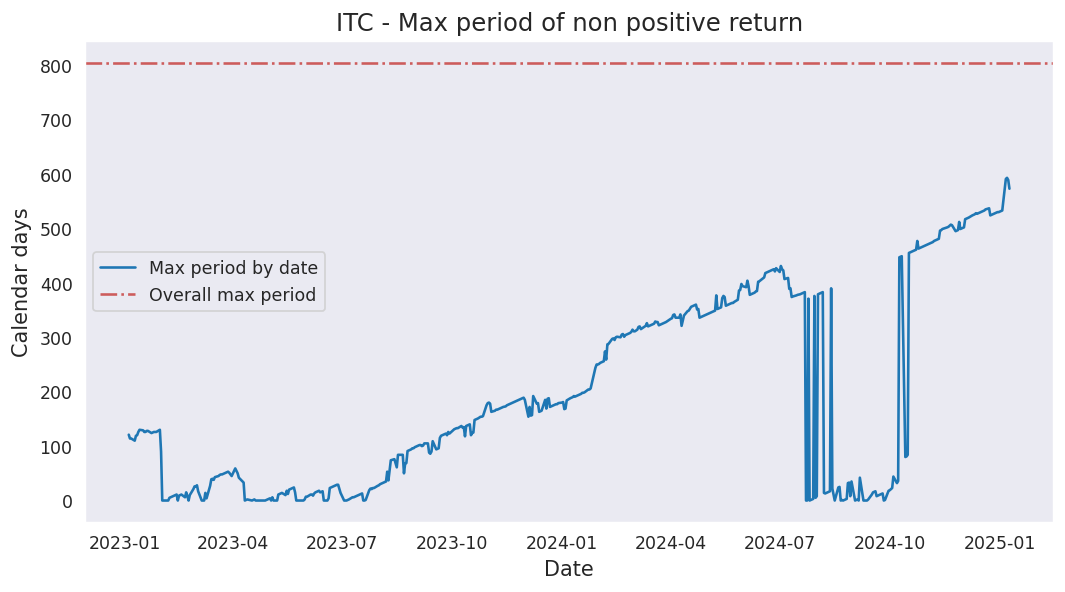 ITC - Max period of non positive return
Calendar days
800
700
600
500
400
300
200
100
0
Max period by date
Overall max period
2023-01 2023-04 2023-07 2023-10 2024-01 2024-04 2024-07 2024-10 2025-01
Date